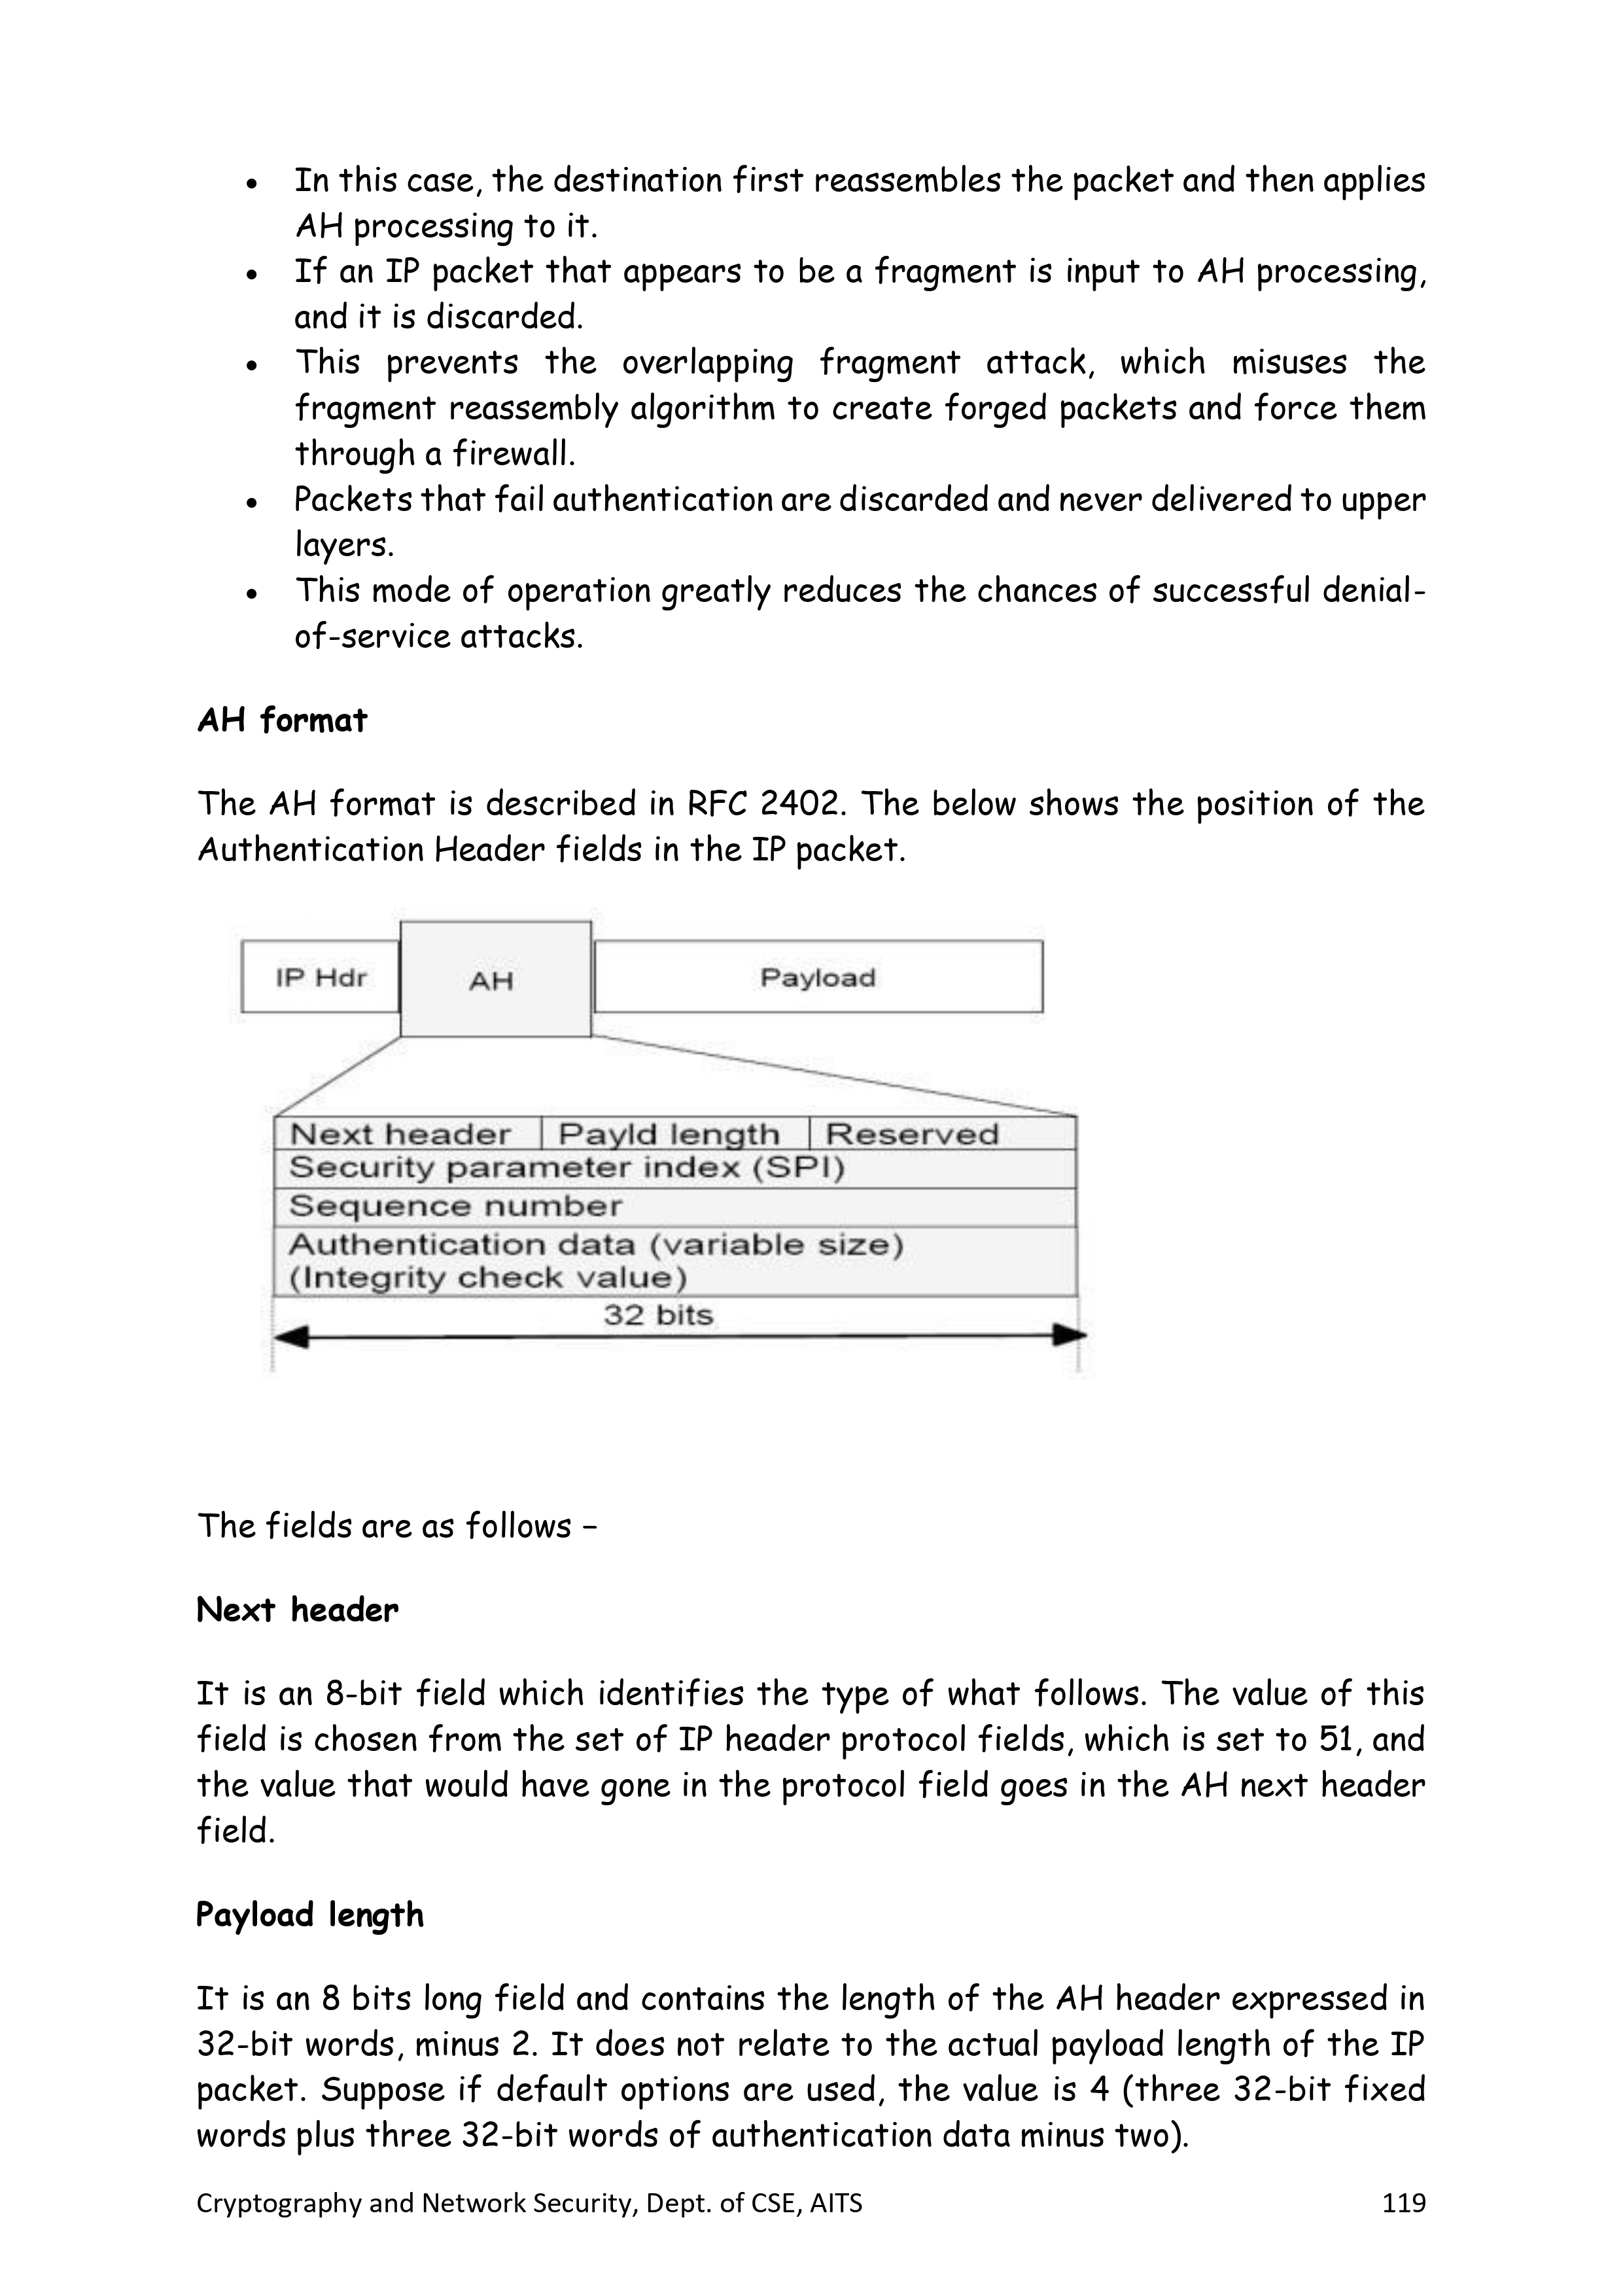 • In this case, the destination first reassembles the packet and then applies
AH processing to it.
• If an IP packet that appears to be a fragment is input to AH processing,
and it is discarded.
• This prevents the overlapping fragment attack, which misuses the
fragment reassembly algorithm to create forged packets and force them
through a firewall.
• Packets that fail authentication are discarded and never delivered to upper
layers.
• This mode of operation greatly reduces the chances of successful denial-
of-service attacks.
AH format
The AH format is described in RFC 2402. The below shows the position of the
Authentication Header fields in the IP packet.
IP Hdr AH Payload
Next header Payld length Reserved
Security parameter index (SPI)
Sequence number
Authentication data (variable size)
(Integrity check value)
32 bits
The fields are as follows –
Next header
It is an 8-bit field which identifies the type of what follows. The value of this
field is chosen from the set of IP header protocol fields, which is set to 51, and
the value that would have gone in the protocol field goes in the AH next header
field.
Payload length
It is an 8 bits long field and contains the length of the AH header expressed in
32-bit words, minus 2. It does not relate to the actual payload length of the IP
packet. Suppose if default options are used, the value is 4 (three 32-bit fixed
words plus three 32-bit words of authentication data minus two).
Cryptography and Network Security, Dept. of CSE, AITS 119